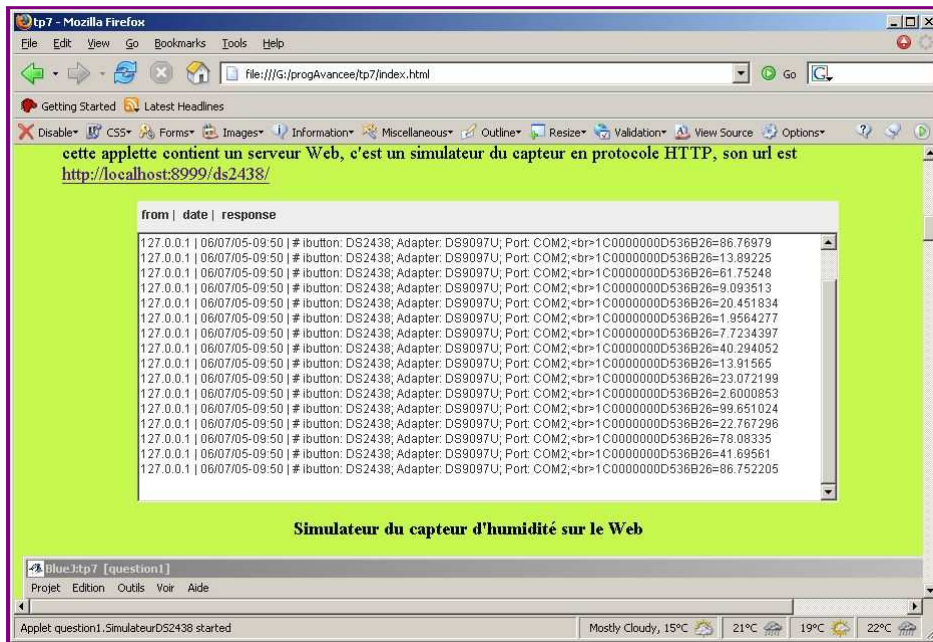 tp7 - Mozilla Firefox
File Edit View Go Bookmarks Tools Help
file:///G:/progAvancee/tp7/index.html Go G
Getting Started Latest Headlines
Disable CSS Forms Images Information Miscellaneous Outline Resize Validation View Source Options
cette applette contient un serveur Web, c'est un simulateur du capteur en protocole HTTP, son url est
http://localhost:8999/ds2438/
from | date | response
127.0.0.1 | 06/07/05-09:50 | # ibutton: DS2438; Adapter: DS9097U; Port: COM2;<br>1C0000000D536B26=86.76979
127.0.0.1 | 06/07/05-09:50 | # ibutton: DS2438; Adapter: DS9097U; Port: COM2;<br>1C0000000D536B26=13.89225
127.0.0.1 | 06/07/05-09:50 | # ibutton: DS2438; Adapter: DS9097U; Port: COM2;<br>1C0000000D536B26=61.75248
127.0.0.1 | 06/07/05-09:50 | # ibutton: DS2438; Adapter: DS9097U; Port: COM2;<br>1C0000000D536B26=9.093513
127.0.0.1 | 06/07/05-09:50 | # ibutton: DS2438; Adapter: DS9097U; Port: COM2;<br>1C0000000D536B26=20.451834
127.0.0.1 | 06/07/05-09:50 | # ibutton: DS2438; Adapter: DS9097U; Port: COM2;<br>1C0000000D536B26=1.9564277
127.0.0.1 | 06/07/05-09:50 | # ibutton: DS2438; Adapter: DS9097U; Port: COM2;<br>1C0000000D536B26=7.7234397
127.0.0.1 | 06/07/05-09:50 | # ibutton: DS2438; Adapter: DS9097U; Port: COM2;<br>1C0000000D536B26=40.294052
127.0.0.1 | 06/07/05-09:50 | # ibutton: DS2438; Adapter: DS9097U; Port: COM2;<br>1C0000000D536B26=13.91565
127.0.0.1 | 06/07/05-09:50 | # ibutton: DS2438; Adapter: DS9097U; Port: COM2;<br>1C0000000D536B26=23.072199
127.0.0.1 | 06/07/05-09:50 | # ibutton: DS2438; Adapter: DS9097U; Port: COM2;<br>1C0000000D536B26=2.6000853
127.0.0.1 | 06/07/05-09:50 | # ibutton: DS2438; Adapter: DS9097U; Port: COM2;<br>1C0000000D536B26=99.651024
127.0.0.1 | 06/07/05-09:50 | # ibutton: DS2438; Adapter: DS9097U; Port: COM2;<br>1C0000000D536B26=22.767296
127.0.0.1 | 06/07/05-09:50 | # ibutton: DS2438; Adapter: DS9097U; Port: COM2;<br>1C0000000D536B26=78.08335
127.0.0.1 | 06/07/05-09:50 | # ibutton: DS2438; Adapter: DS9097U; Port: COM2;<br>1C0000000D536B26=41.69561
127.0.0.1 | 06/07/05-09:50 | # ibutton: DS2438; Adapter: DS9097U; Port: COM2;<br>1C0000000D536B26=86.752205
Simulateur du capteur d'humidité sur le Web
BlueJ:tp7 [question1]
Projet Edition Outils Voir Aide
Applet question1.SimulateurDS2438 started Mostly Cloudy, 15°C 21°C 19°C 22°C